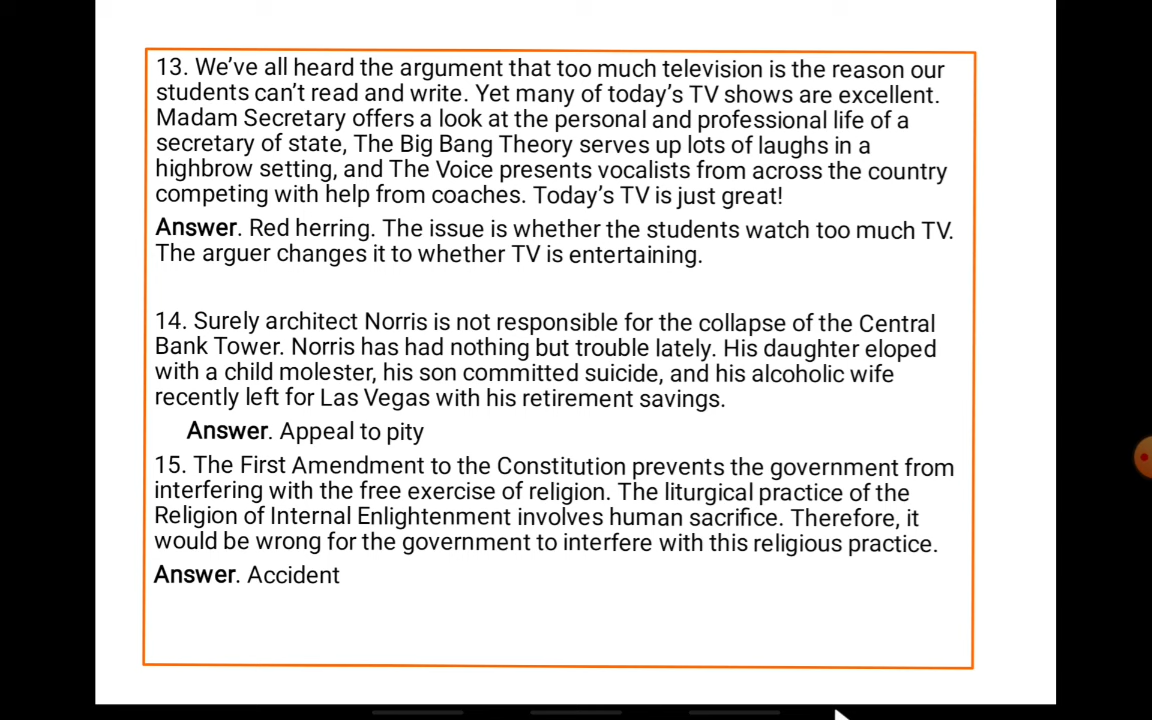 13. We’ve all heard the argument that too much television is the reason our
students can’t read and write. Yet many of today’s TV shows are excellent.
Madam Secretary offers a look at the personal and professional life of a
secretary of state, The Big Bang Theory serves up lots of laughs in a
highbrow setting, and The Voice presents vocalists from across the country
competing with help from coaches. Today’s TV is just great!
Answer. Red herring. The issue is whether the students watch too much TV.
The arguer changes it to whether TV is entertaining.
14. Surely architect Norris is not responsible for the collapse of the Central
Bank Tower. Norris has had nothing but trouble lately. His daughter eloped
with a child molester, his son committed suicide, and his alcoholic wife
recently left for Las Vegas with his retirement savings.
Answer. Appeal to pity
15. The First Amendment to the Constitution prevents the government from
interfering with the free exercise of religion. The liturgical practice of the
Religion of Internal Enlightenment involves human sacrifice. Therefore, it
would be wrong for the government to interfere with this religious practice.
Answer. Accident